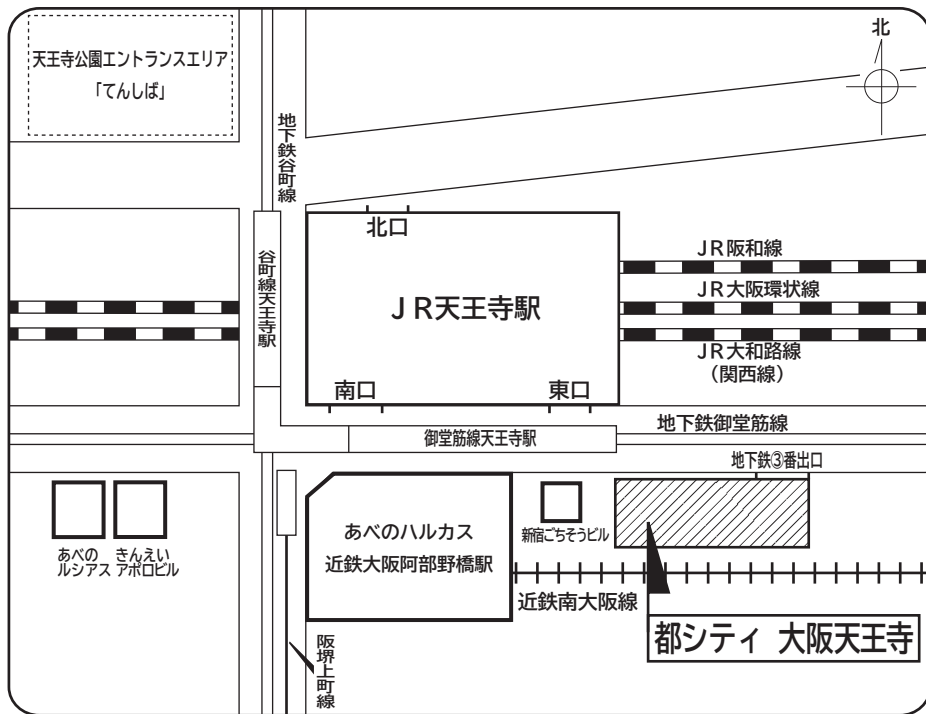 天王寺公園エントランスエリア
「てんしば」
北
地下鉄谷町線
北口
谷町線天王寺駅
JR天王寺駅
JR阪和線
JR大阪環状線
JR大和路線
(関西線)
南口
東口
地下鉄御堂筋線
御堂筋線天王寺駅
地下鉄③番出口
あべの
ルシアス
きんえい
アポロビル
あべのハルカス
近鉄大阪阿部野橋駅
新宿ごちそうビル
近鉄南大阪線
阪堺上町線
都シティ 大阪天王寺